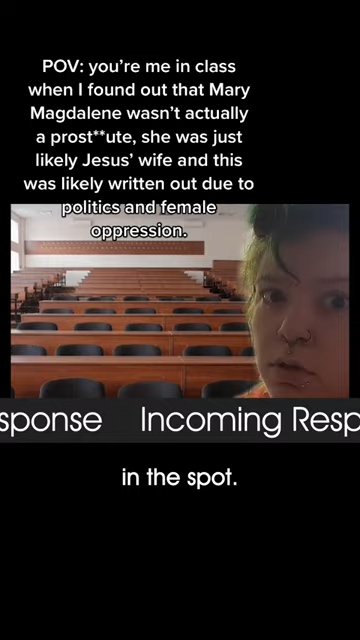 POV: you're me in class
when I found out that Mary
Magdalene wasn't actually
a prost**ute, she was just
likely Jesus' wife and this
was likely written out due to
politics and female
oppression.
sponse Incoming Resp
in the spot.